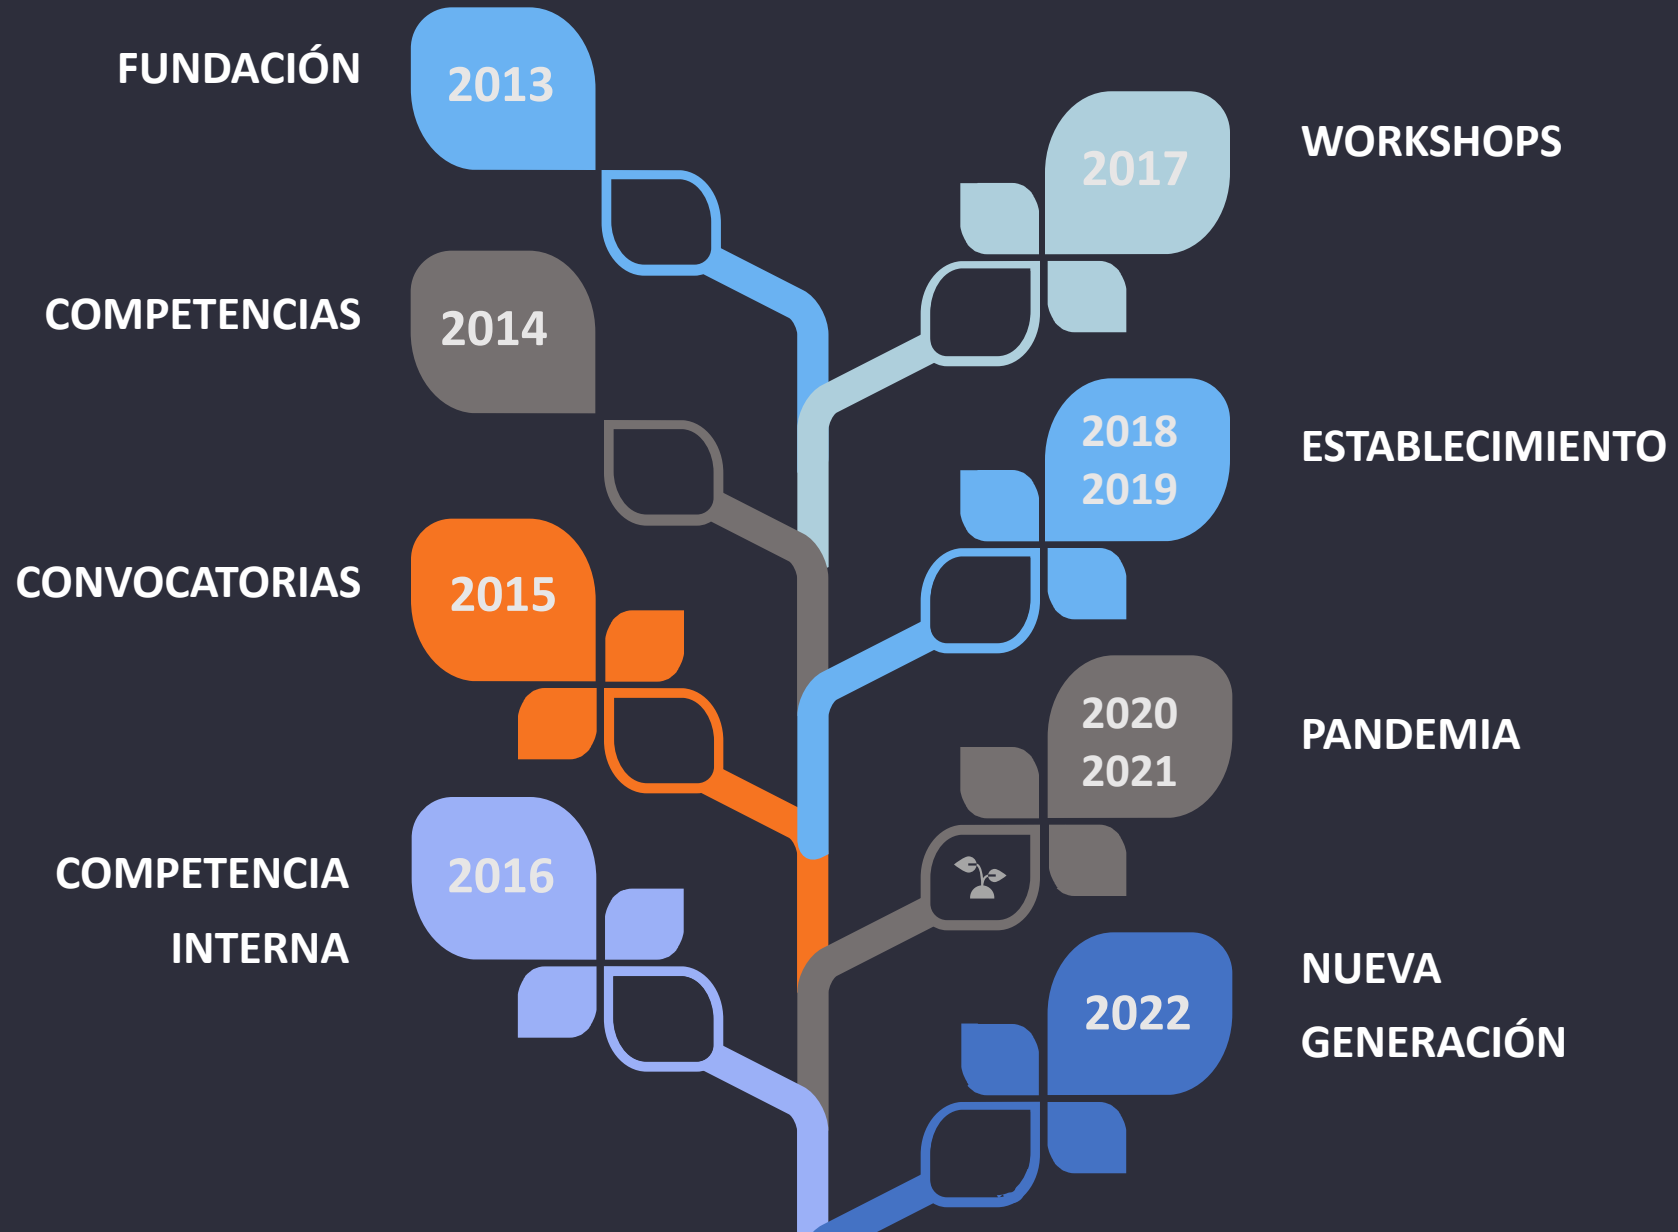 FUNDACIÓN
2013
COMPETENCIAS
2014
CONVOCATORIAS
2015
COMPETENCIA
INTERNA
2016
2017
WORKSHOPS
2018
2019
ESTABLECIMIENTO
2020
2021
PANDEMIA
2022
NUEVA
GENERACIÓN